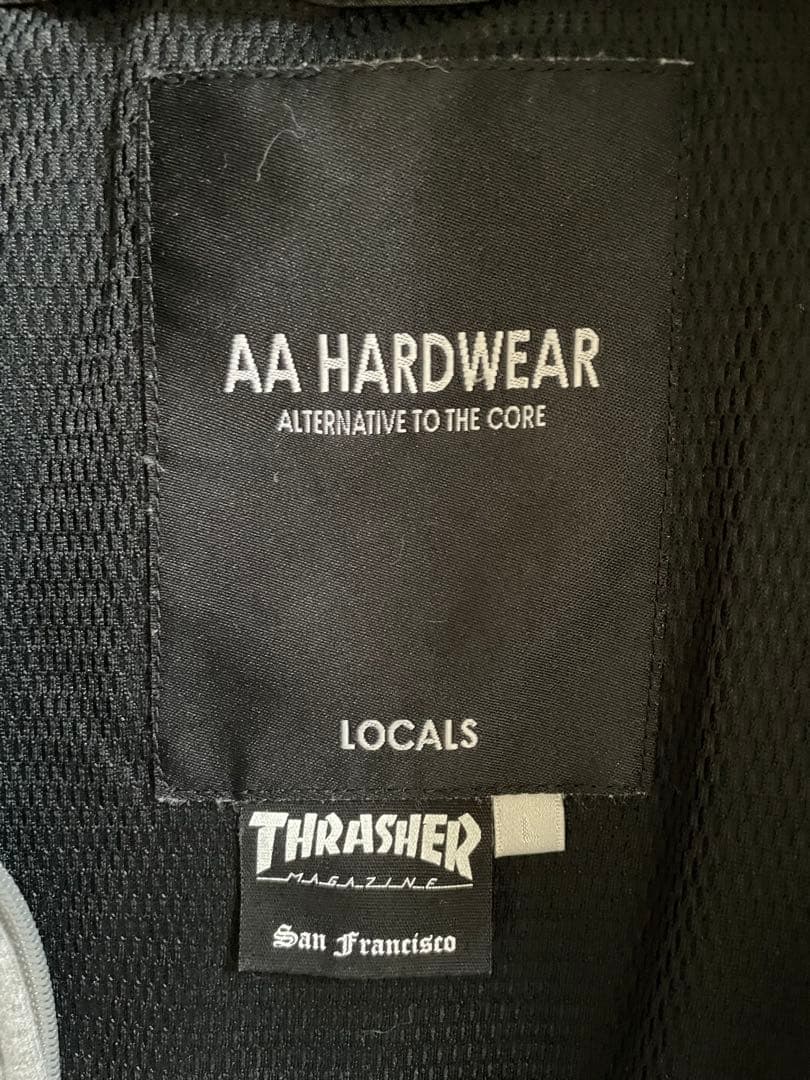 AA HARDWEAR
ALTERNATIVE TO THE CORE
LOCALS
THRASHER
MAGAZINE
San Francisco